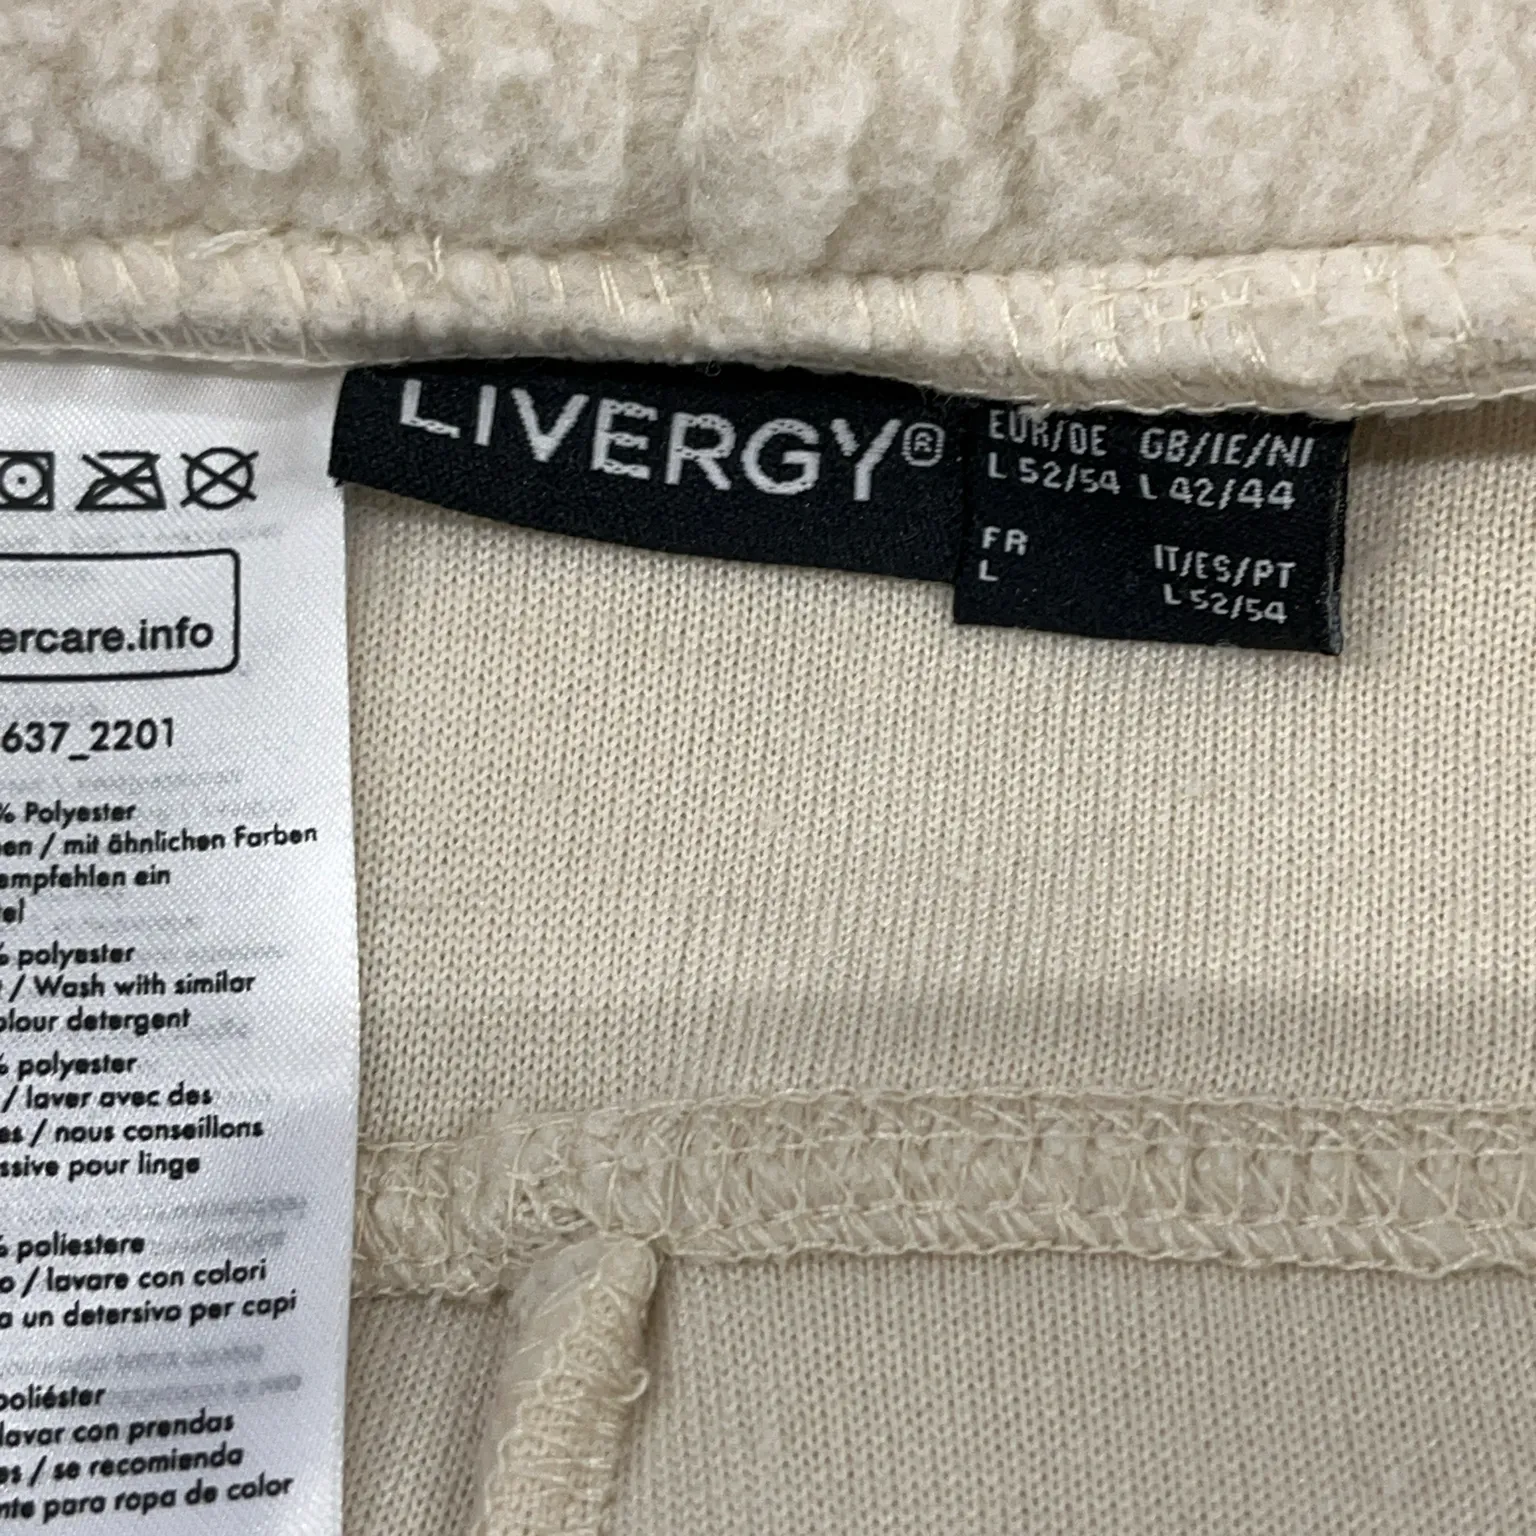 LIVERGY®
EUR/DE GB/IE/NI
L 52/54 L 42/44
FR IT/ES/PT
L L 52/54
ercare.info
637_2201
% Polyester
en / mit ähnlichen Farben
empfehlen ein
el
% polyester
/ Wash with similar
olour detergent
% polyester
/ laver avec des
es / nous conseillons
ssive pour linge
% poliestere
o / lavare con colori
a un detersivo per capi
poliéster
lavar con prendas
es / se recomienda
nte para ropa de color